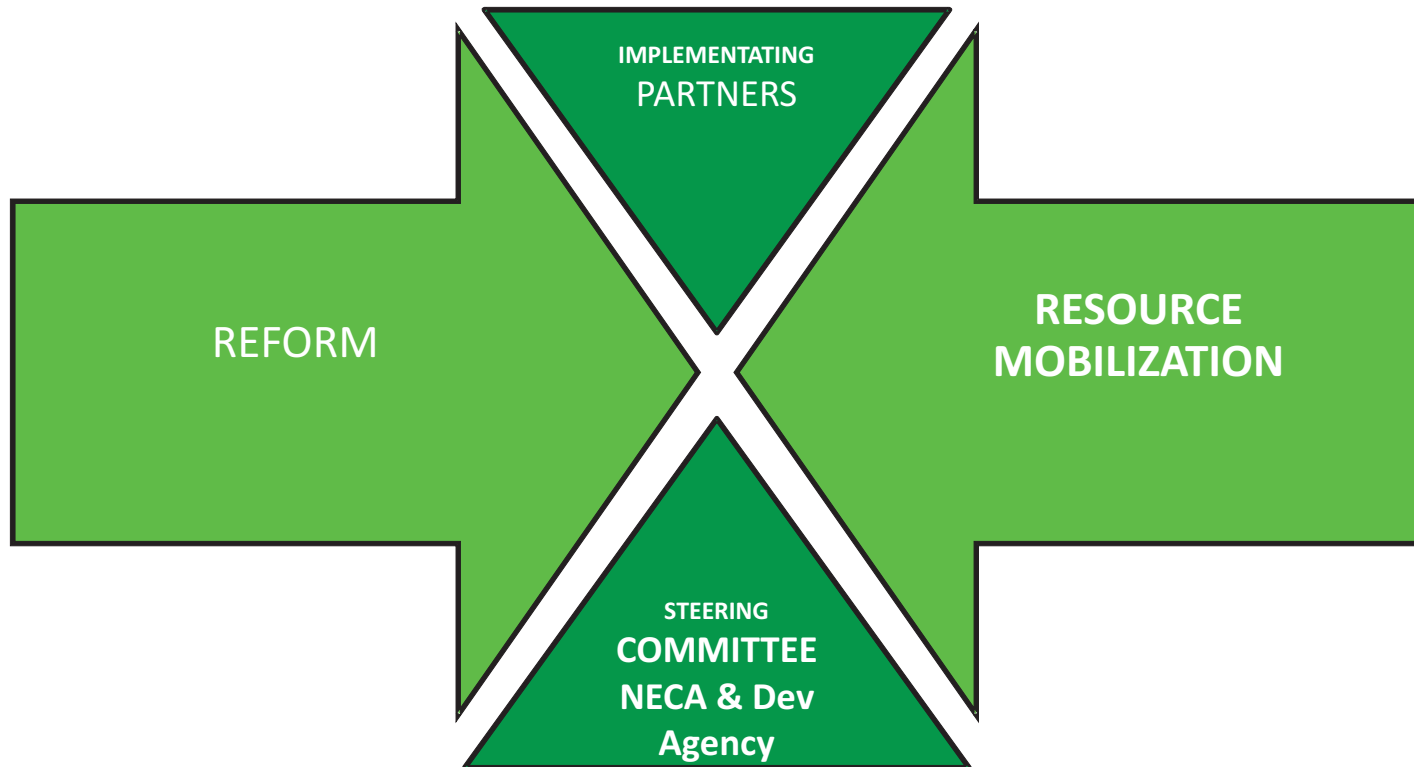 IMPLEMENTATING
PARTNERS
REFORM
RESOURCE
MOBILIZATION
STEERING
COMMITTEE
NECA & Dev
Agency